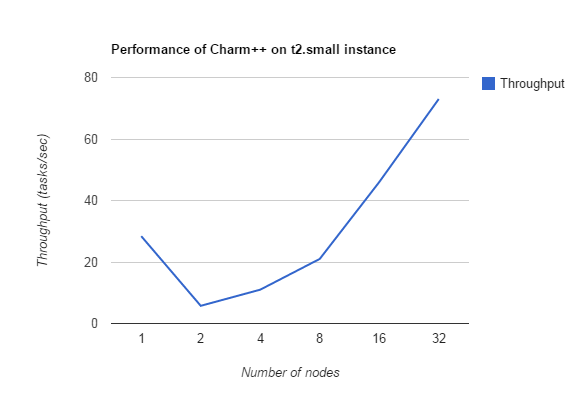 Performance of Charm++ on t2.small instance
Throughput
Throughput (tasks/sec)
80
60
40
20
0
1 2 4 8 16 32
Number of nodes